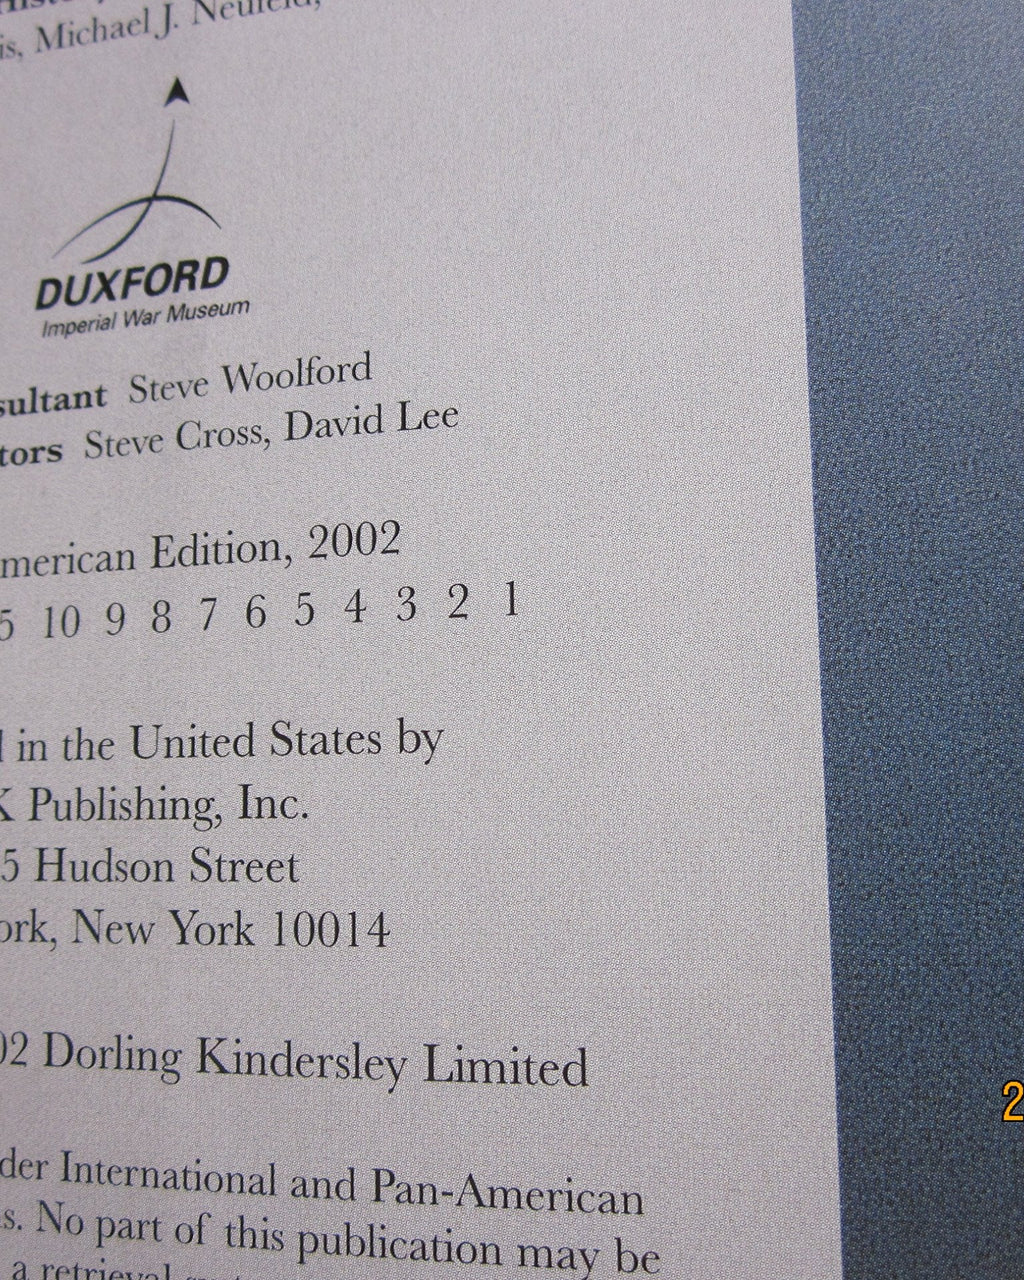 is, Michael J. Neufeld,
DUXFORD
Imperial War Museum
sultant Steve Woolford
tors Steve Cross, David Lee
merican Edition, 2002
5 10 9 8 7 6 5 4 3 2 1
in the United States by
K Publishing, Inc.
5 Hudson Street
ork, New York 10014
02 Dorling Kindersley Limited
der International and Pan-American
s. No part of this publication may be
a retrieval
2